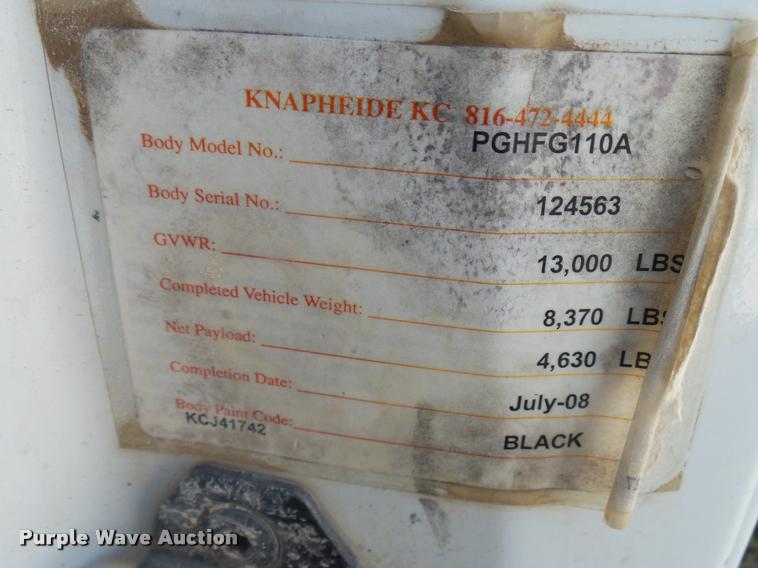 KNAPHEIDE KC 816-472-4444
Body Model No.: PGHFG110A
Body Serial No.: 124563
GVWR: 13,000 LBS
Completed Vehicle Weight: 8,370 LBS
Net Payload: 4,630 LB
Completion Date: July-08
Body Paint Code: BLACK
KCJ41742
Purple Wave Auction